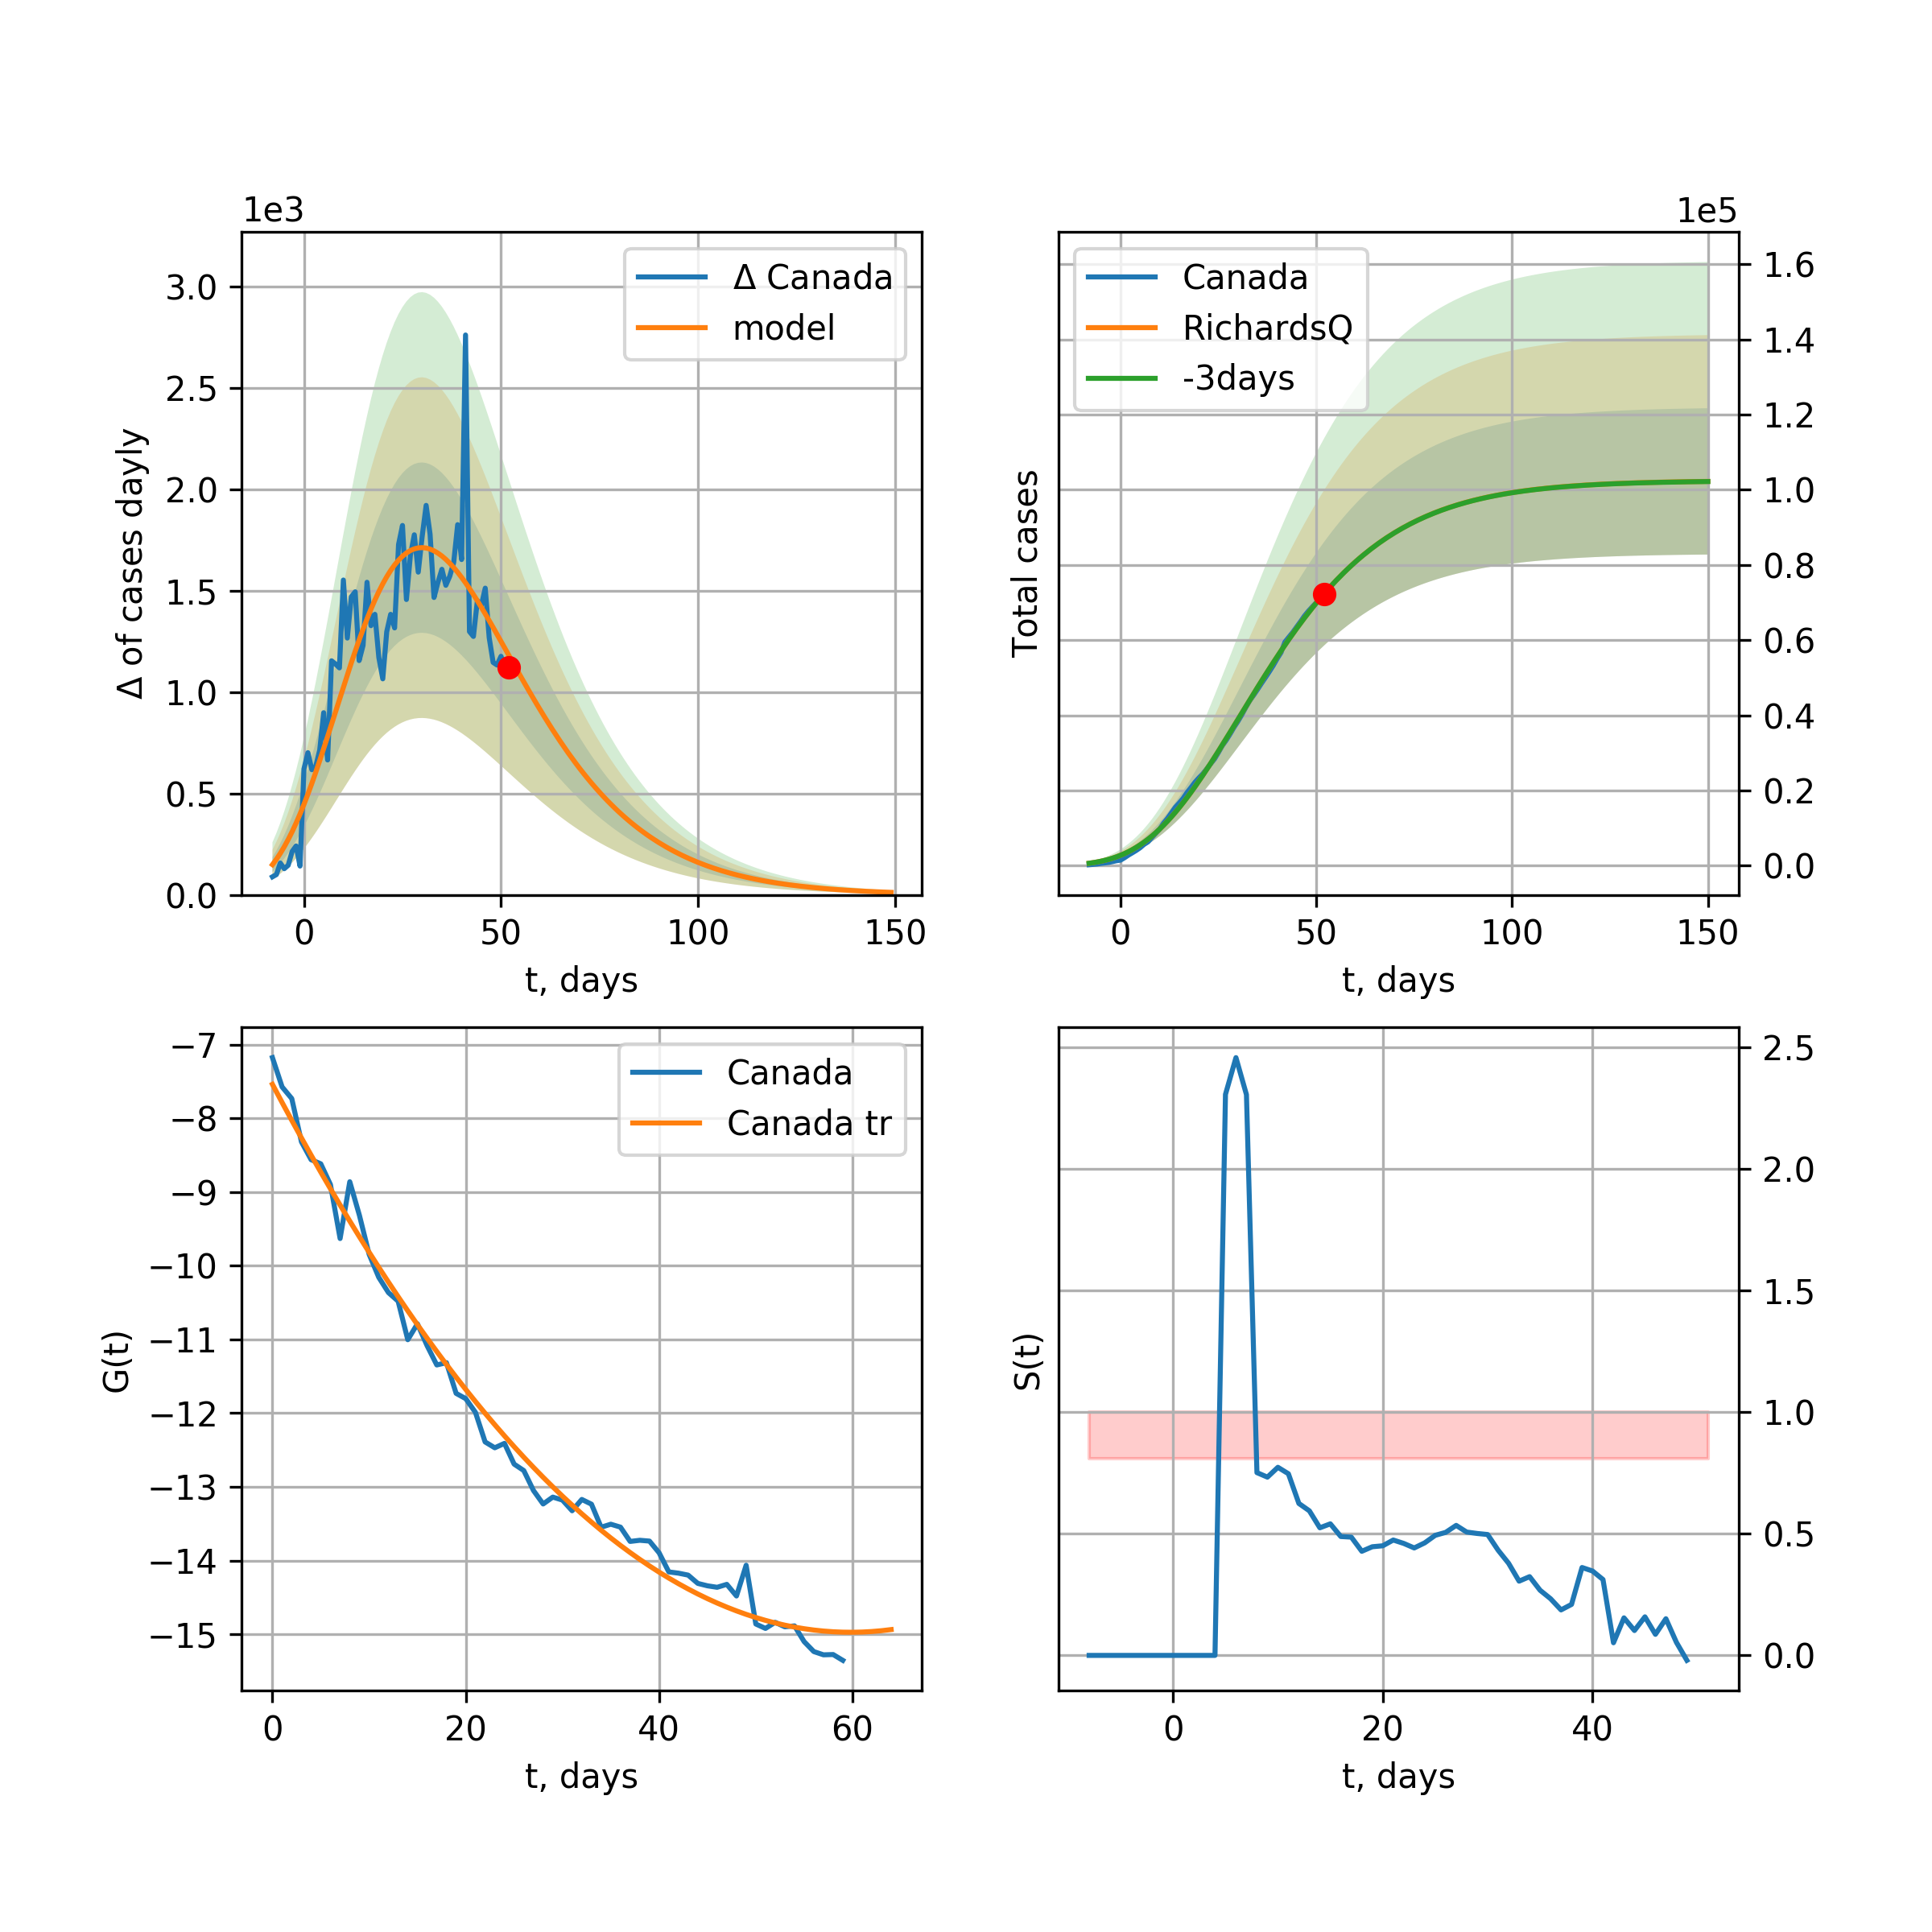 1e3
Δ of cases dayly
3.0
2.5
2.0
1.5
1.0
0.5
0.0
Δ Canada
model
0 50 100 150
t, days
1e5
Total cases
Canada
RichardsQ
-3days
1.6
1.4
1.2
1.0
0.8
0.6
0.4
0.2
0.0
0 50 100 150
t, days
G(t)
−7
−8
−9
−10
−11
−12
−13
−14
−15
Canada
Canada tr
0 20 40 60
t, days
S(t)
2.5
2.0
1.5
1.0
0.5
0.0
0 20 40
t, days